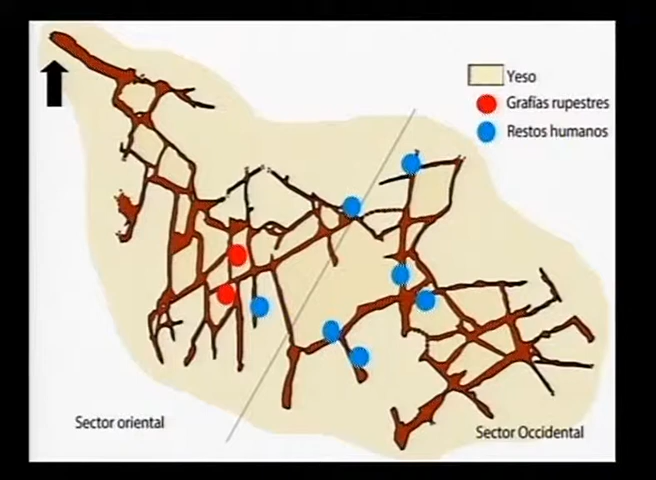 Yeso
Grafías rupestres
Restos humanos
Sector oriental
Sector Occidental